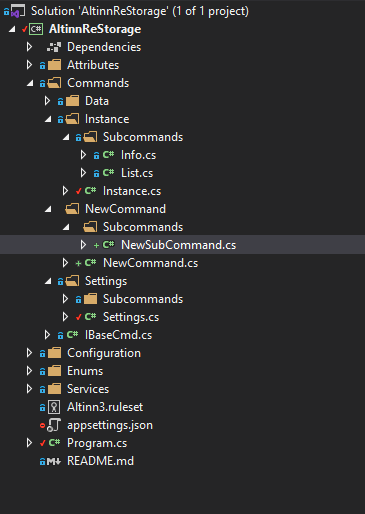 Solution 'AltinnReStorage' (1 of 1 project)
C# AltinnReStorage
Dependencies
Attributes
Commands
Data
Instance
Subcommands
C# Info.cs
C# List.cs
C# Instance.cs
NewCommand
Subcommands
+ C# NewSubCommand.cs
+ C# NewCommand.cs
Settings
Subcommands
C# Settings.cs
C# IBaseCmd.cs
Configuration
Enums
Services
Altinn3.ruleset
appsettings.json
C# Program.cs
M README.md